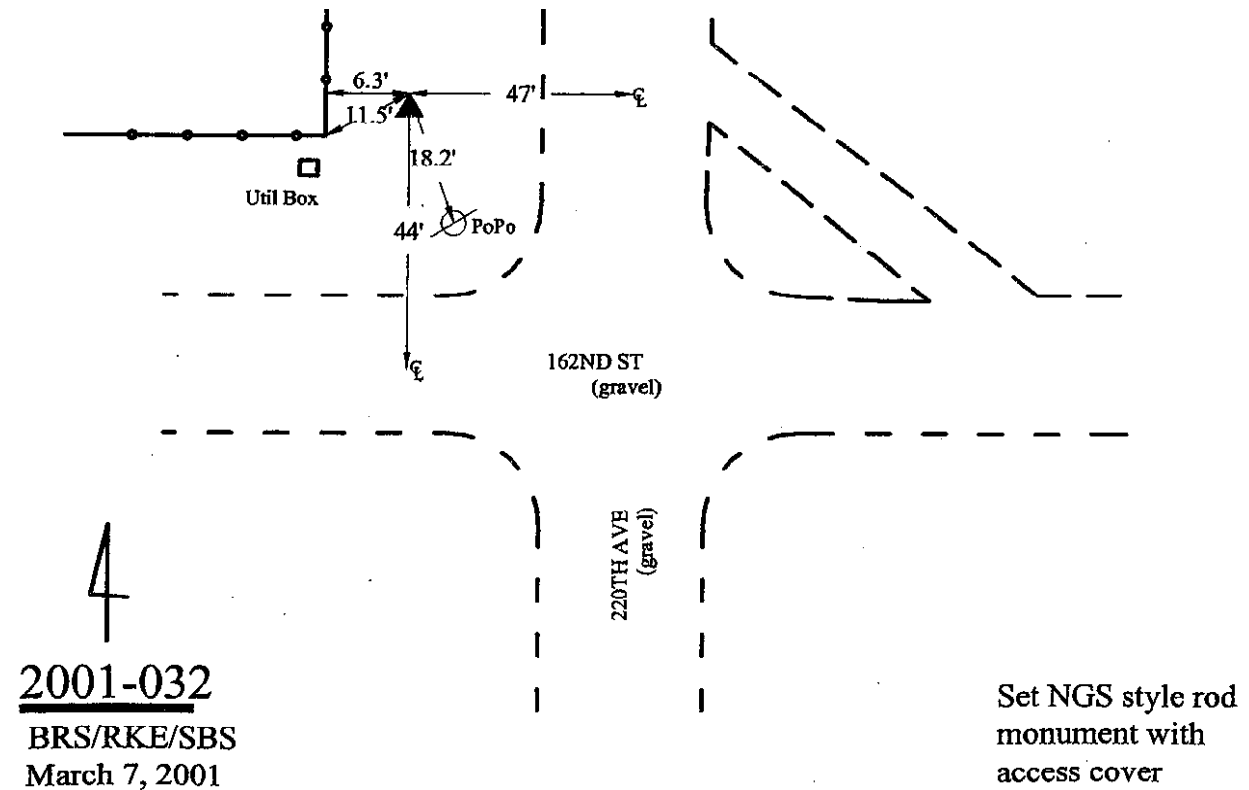 6.3'
47'
℄
11.5'
18.2'
Util Box
44'
PoPo
℄
162ND ST
(gravel)
220TH AVE
(gravel)
2001-032
BRS/RKE/SBS
March 7, 2001
Set NGS style rod
monument with
access cover